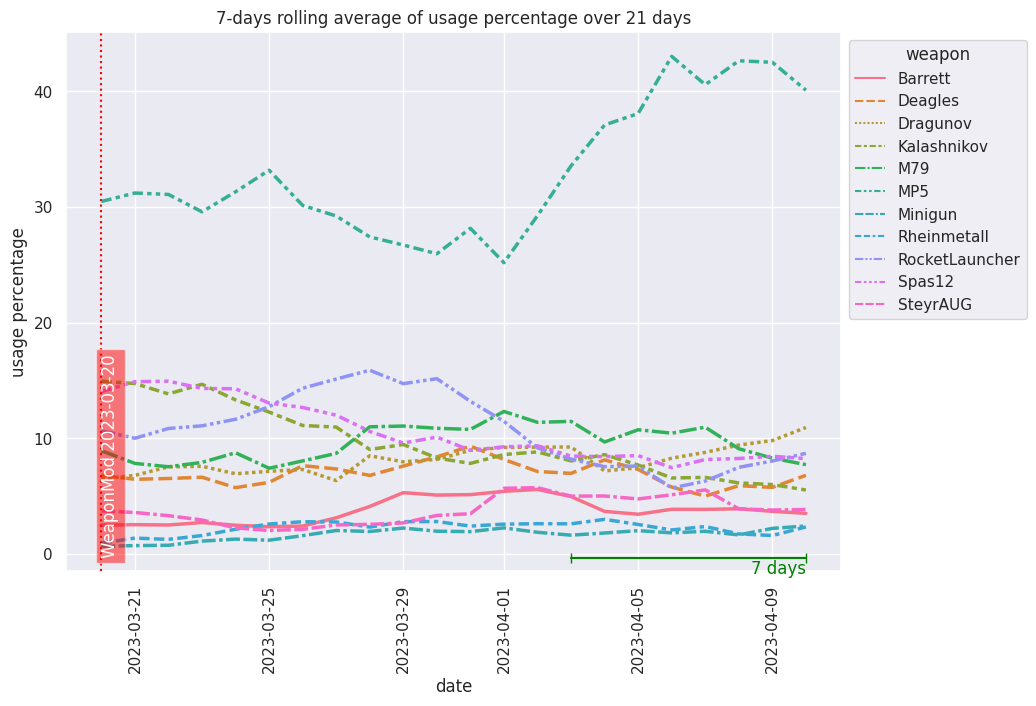 7-days rolling average of usage percentage over 21 days
usage percentage
40
30
20
10
0
WeaponMod 2023-03-20
7 days
2023-03-21
2023-03-25
2023-03-29
2023-04-01
2023-04-05
2023-04-09
date
weapon
Barrett
Deagles
Dragunov
Kalashnikov
M79
MP5
Minigun
Rheinmetall
RocketLauncher
Spas12
SteyrAUG